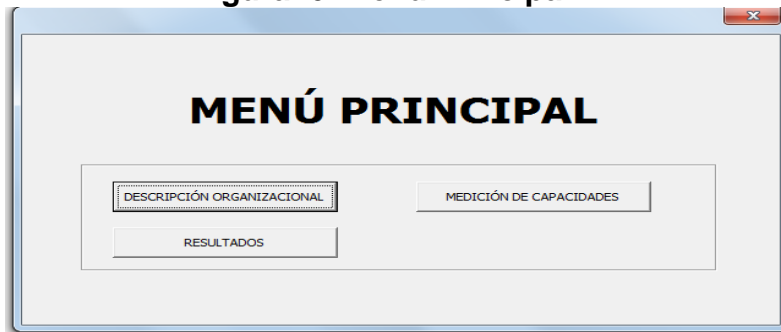 MENÚ PRINCIPAL
DESCRIPCIÓN ORGANIZACIONAL
MEDICIÓN DE CAPACIDADES
RESULTADOS